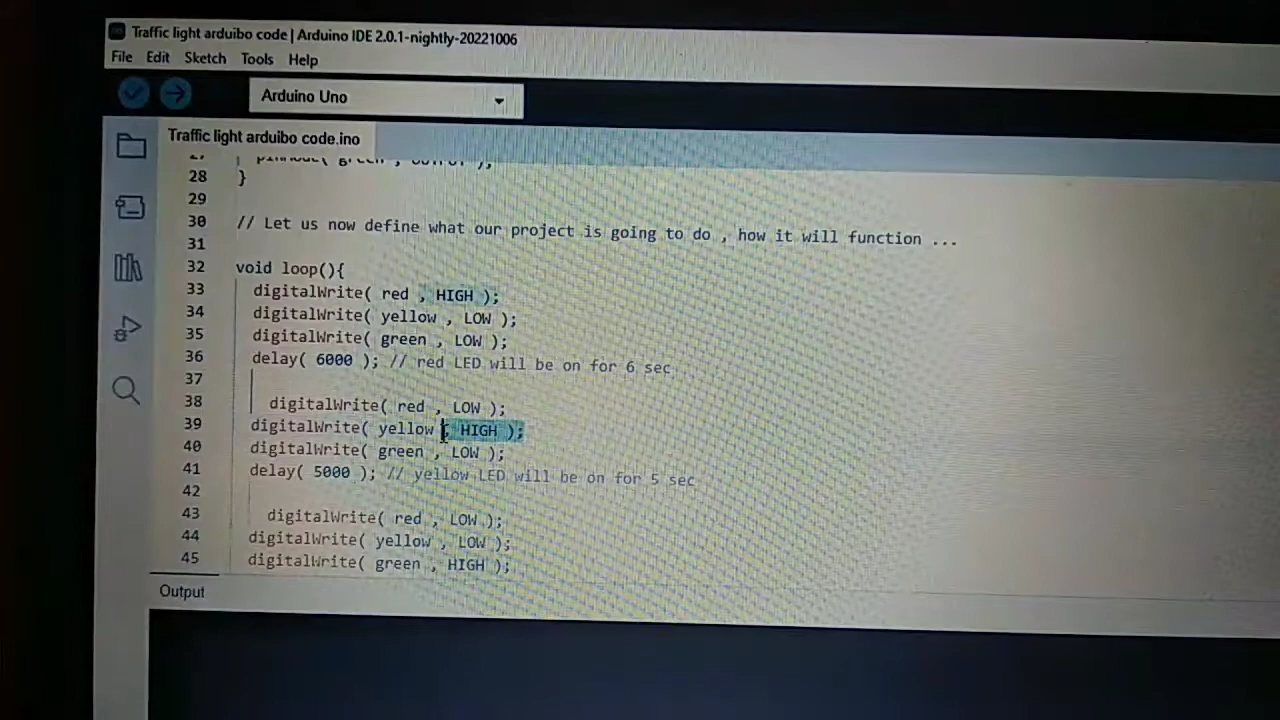 Traffic light arduibo code | Arduino IDE 2.0.1-nightly-20221006
File Edit Sketch Tools Help
Arduino Uno
Traffic light arduibo code.ino
28 }
29
30 // Let us now define what our project is going to do , how it will function ...
31
32 void loop(){
33 digitalWrite( red , HIGH );
34 digitalWrite( yellow , LOW );
35 digitalWrite( green , LOW );
36 delay( 6000 ); // red LED will be on for 6 sec
37
38 digitalWrite( red , LOW );
39 digitalWrite( yellow , HIGH );
40 digitalWrite( green , LOW );
41 delay( 5000 ); // yellow LED will be on for 5 sec
42
43 digitalWrite( red , LOW );
44 digitalWrite( yellow , LOW );
45 digitalWrite( green , HIGH );
Output